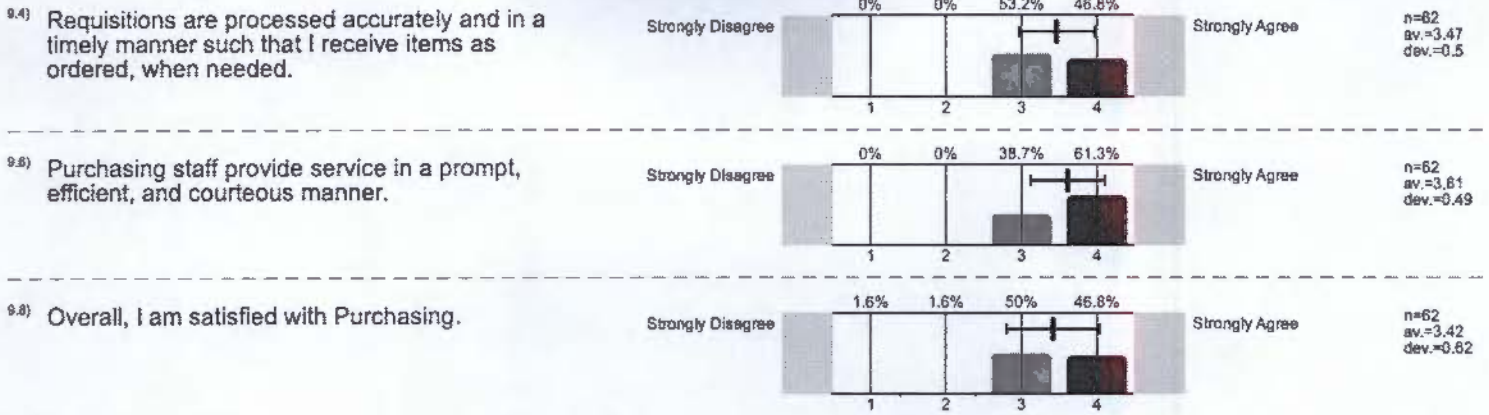 9.4) Requisitions are processed accurately and in a
timely manner such that I receive items as
ordered, when needed.
Strongly Disagree
0% 0% 53.2% 46.8%
1 2 3 4
Strongly Agree
n=62
av.=3.47
dev.=0.5
9.6) Purchasing staff provide service in a prompt,
efficient, and courteous manner.
Strongly Disagree
0% 0% 38.7% 61.3%
1 2 3 4
Strongly Agree
n=62
av.=3.61
dev.=0.49
9.8) Overall, I am satisfied with Purchasing.
Strongly Disagree
1.6% 1.6% 50% 46.8%
1 2 3 4
Strongly Agree
n=62
av.=3.42
dev.=0.62